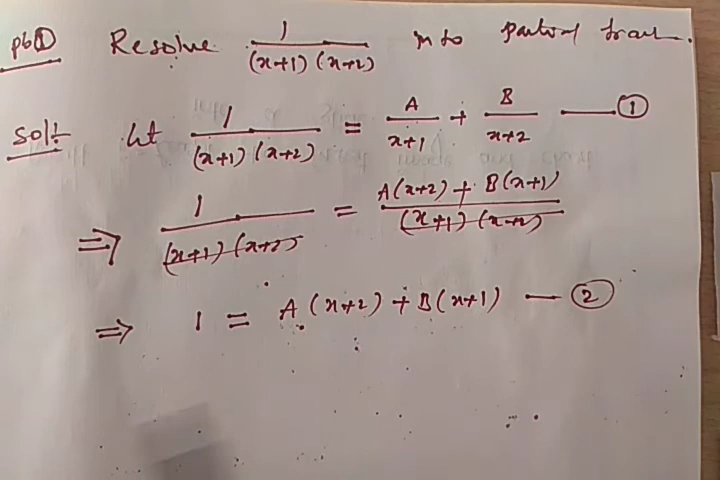 pb① Resolve 1/((x+1)(x+2)) into partial frac.
Sol:- Let 1/((x+1)(x+2)) = A/(x+1) + B/(x+2) — ①
⇒ 1/((x+1)(x+2)) = (A(x+2) + B(x+1))/((x+1)(x+2))
⇒ 1 = A(x+2) + B(x+1) — ②